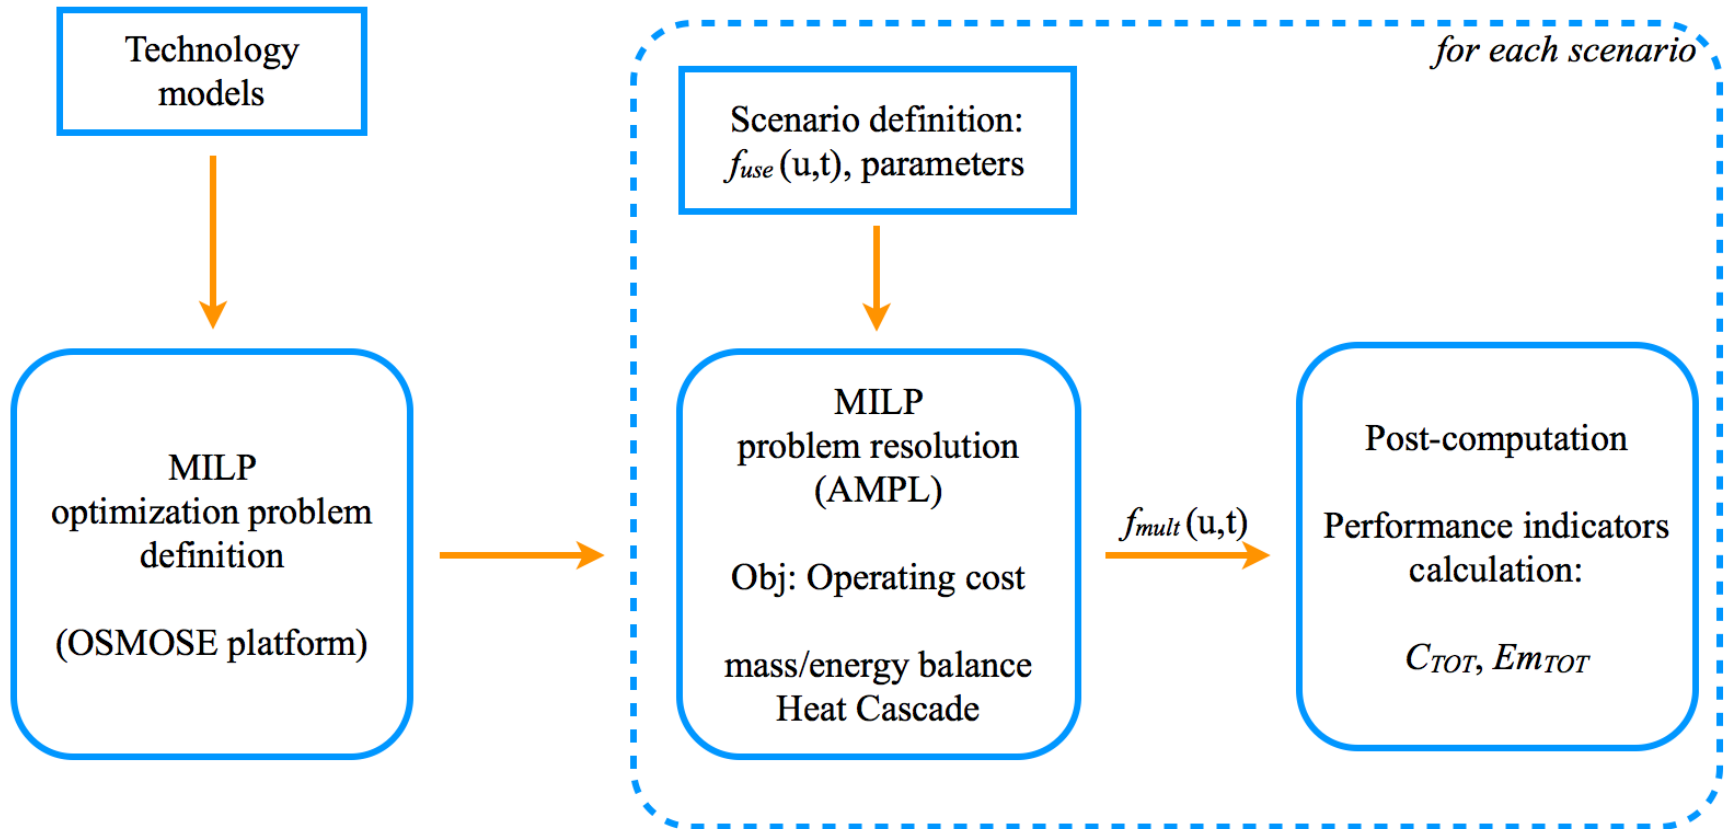 Technology
models
for each scenario
Scenario definition:
fuse (u,t), parameters
MILP
optimization problem
definition
(OSMOSE platform)
MILP
problem resolution
(AMPL)
Obj: Operating cost
mass/energy balance
Heat Cascade
fmult (u,t)
Post-computation
Performance indicators
calculation:
CTOT, EmTOT